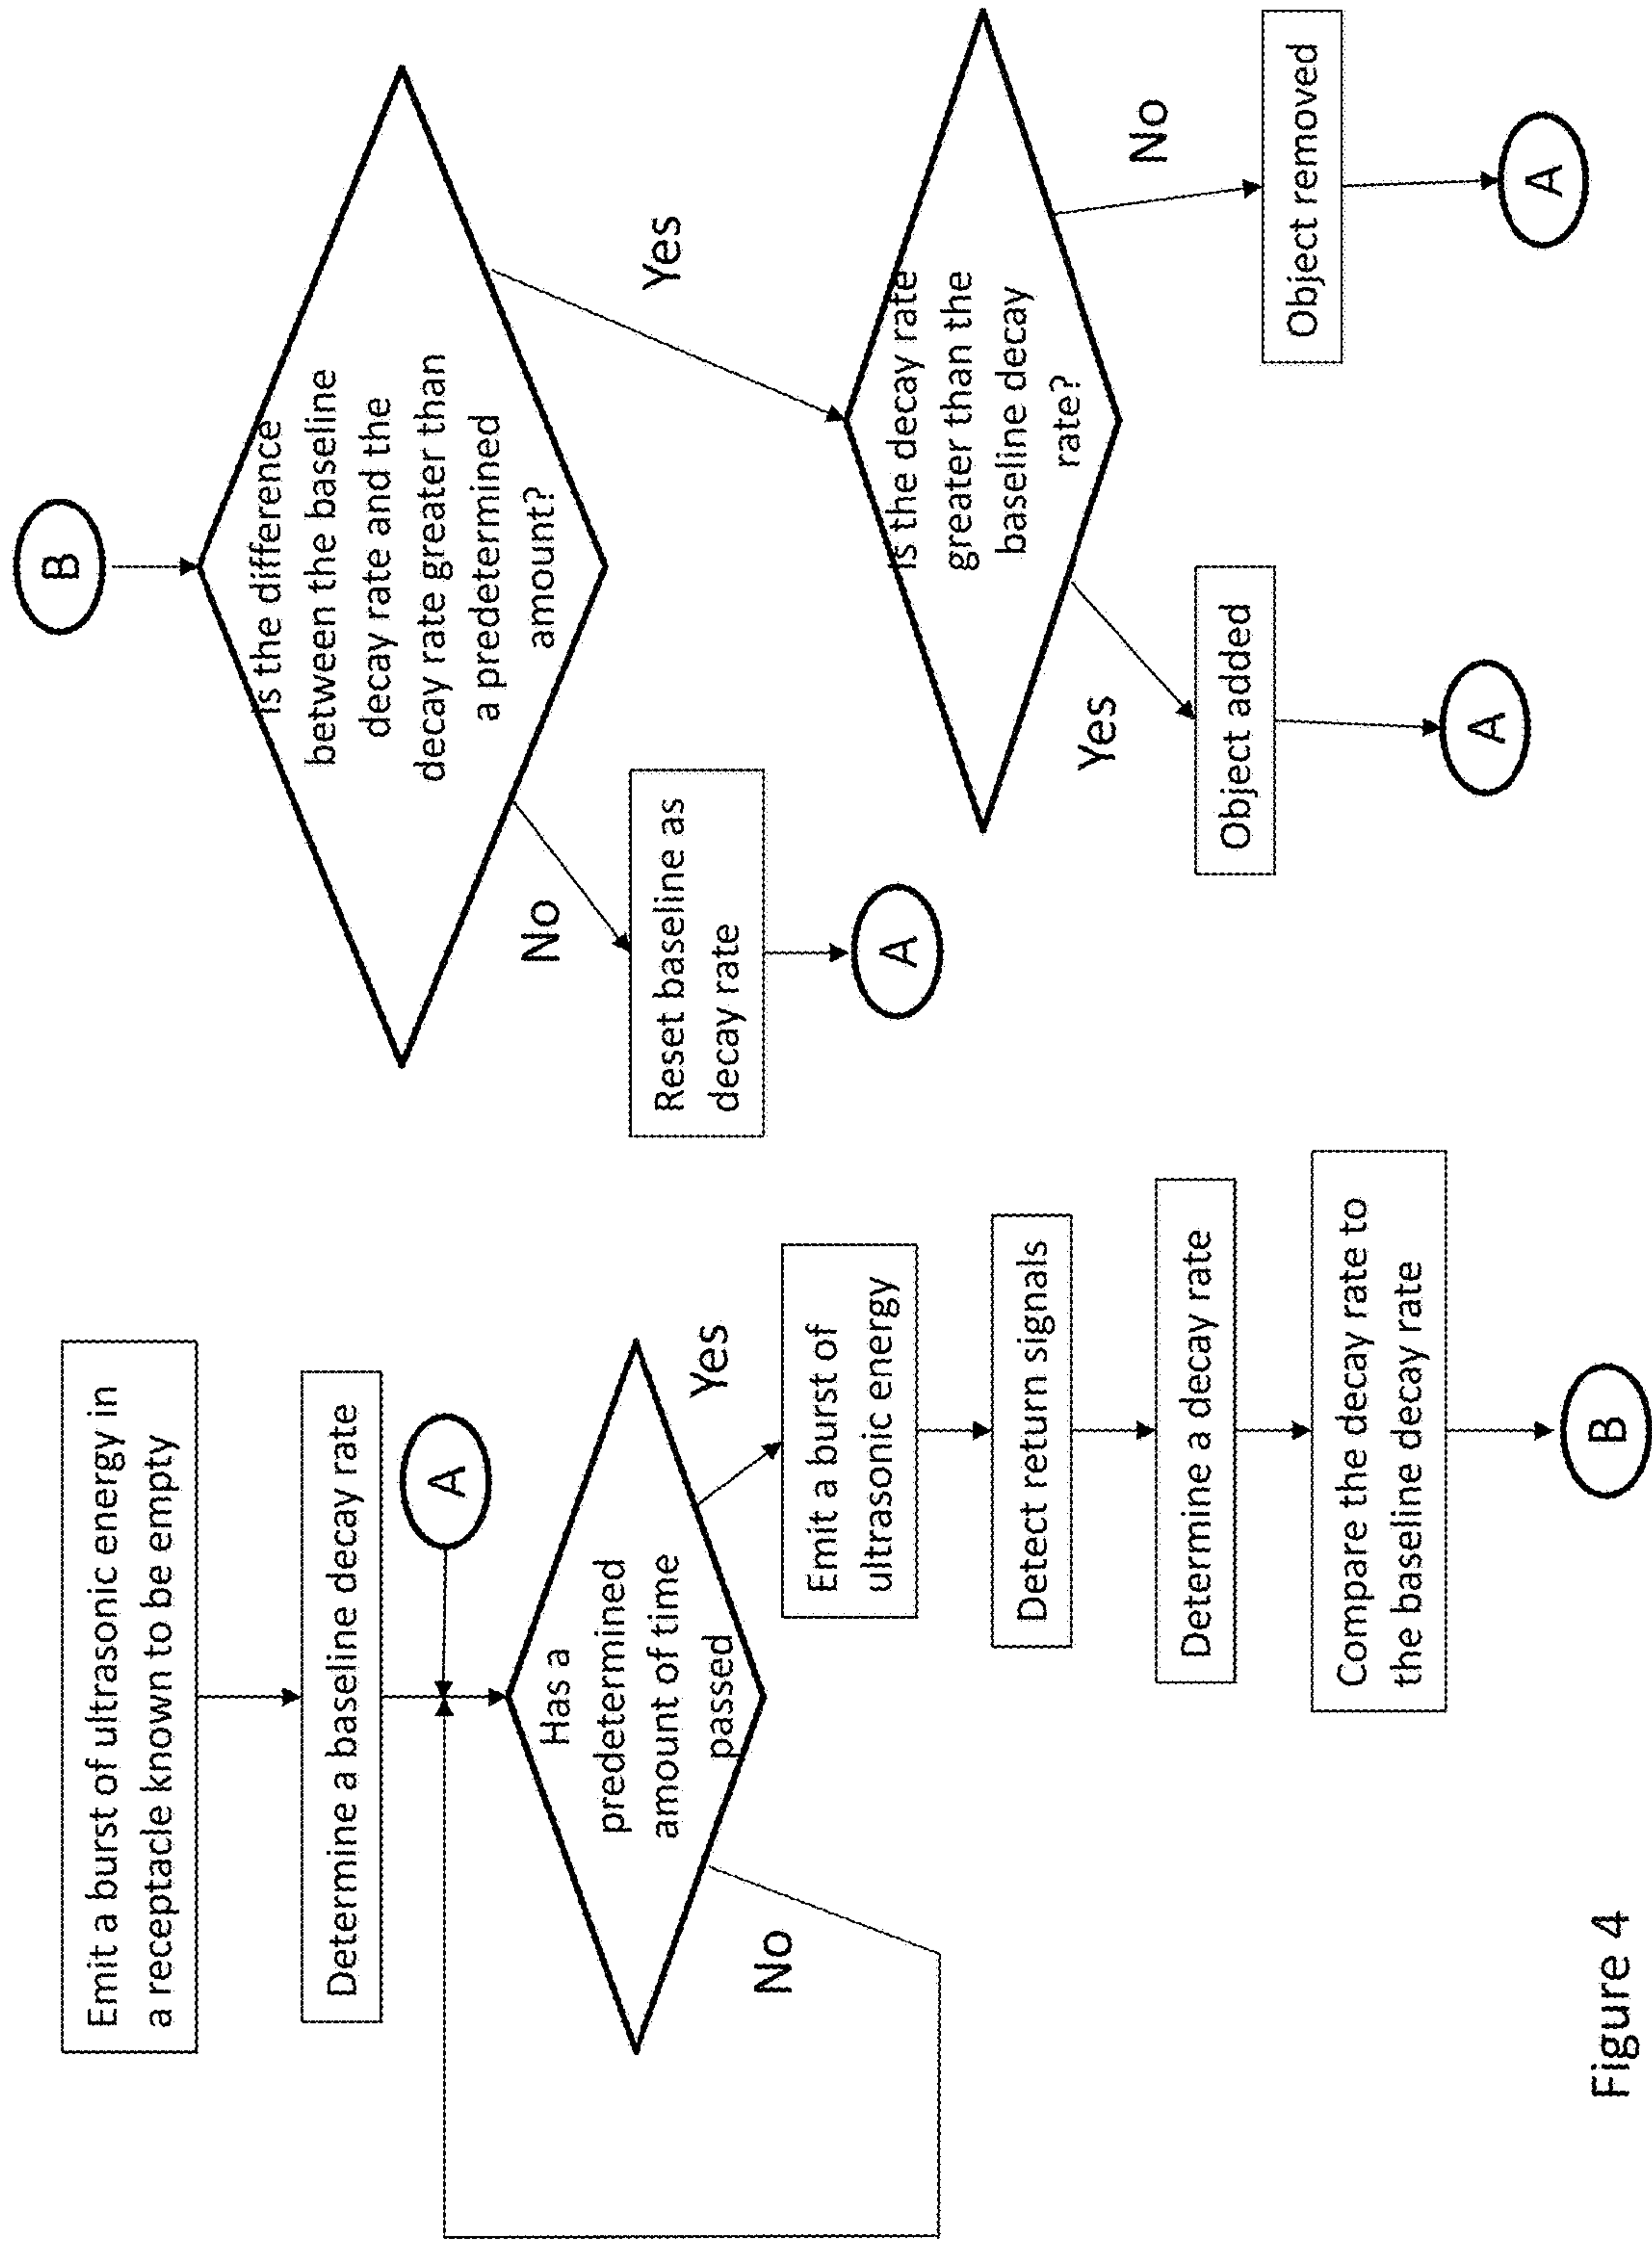 Emit a burst of ultrasonic energy in
a receptacle known to be empty
Determine a baseline decay rate
A
Has a
predetermined
amount of time
passed
No
Yes
Emit a burst of
ultrasonic energy
Detect return signals
Determine a decay rate
Compare the decay rate to
the baseline decay rate
B
B
Is the difference
between the baseline
decay rate and the
decay rate greater than
a predetermined
amount?
No
Yes
Reset baseline as
decay rate
A
Is the decay rate
greater than the
baseline decay
rate?
Yes
No
Object added
Object removed
A
A
Figure 4